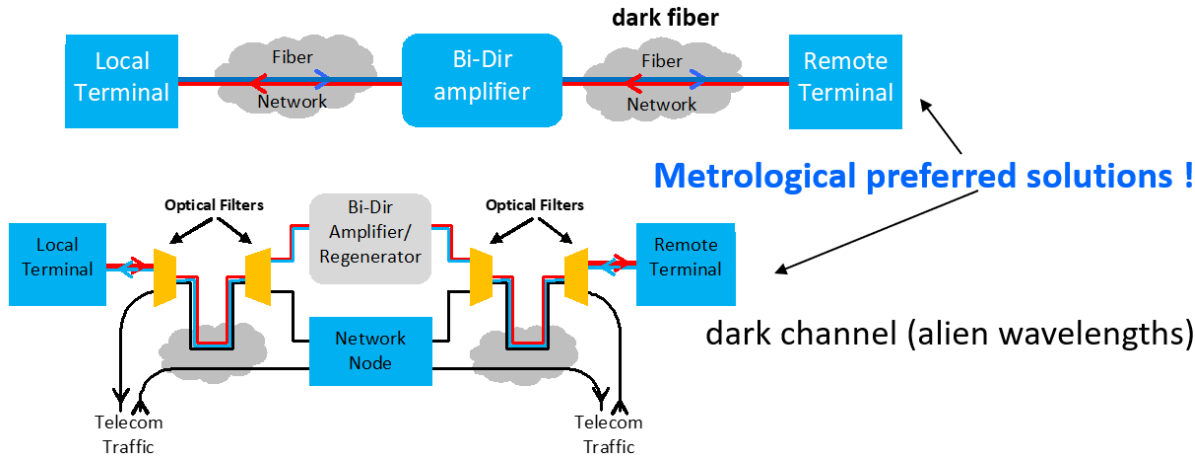 dark fiber
Local
Terminal
Fiber
Network
Bi-Dir
amplifier
Fiber
Network
Remote
Terminal
Metrological preferred solutions !
Optical Filters
Bi-Dir
Amplifier/
Regenerator
Optical Filters
Local
Terminal
Remote
Terminal
dark channel (alien wavelengths)
Network
Node
Telecom
Traffic
Telecom
Traffic